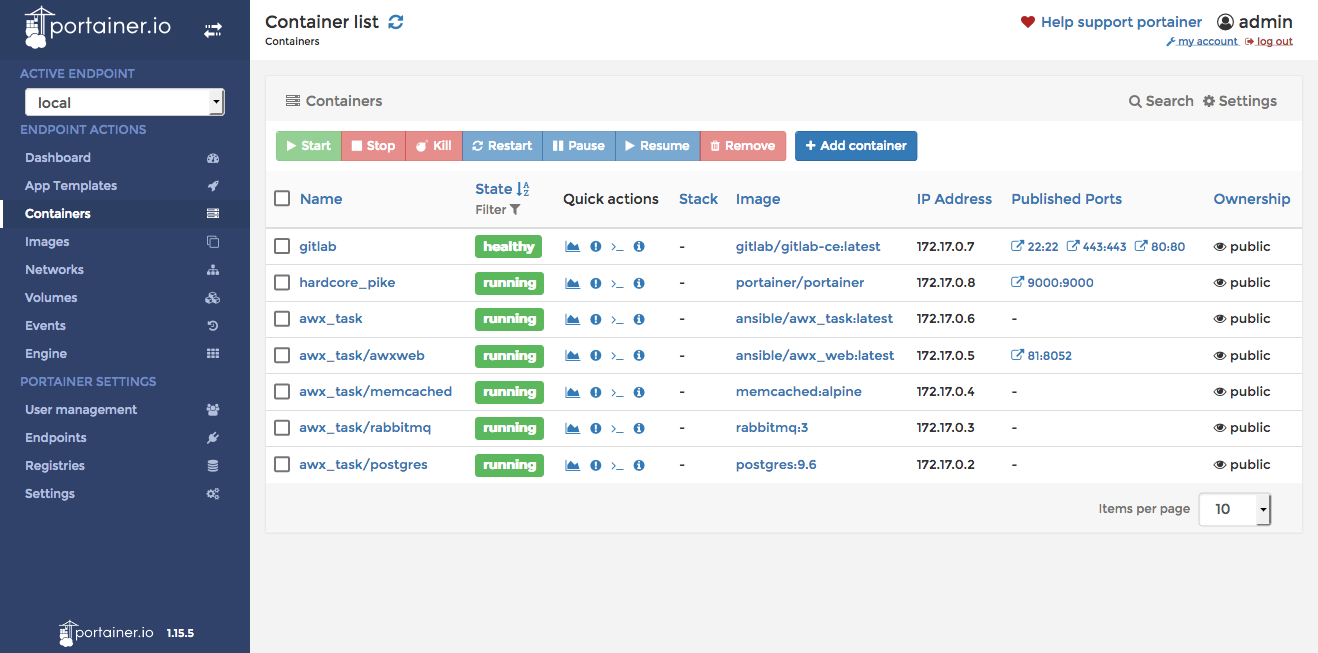 portainer.io
ACTIVE ENDPOINT
local
ENDPOINT ACTIONS
Dashboard
App Templates
Containers
Images
Networks
Volumes
Events
Engine
PORTAINER SETTINGS
User management
Endpoints
Registries
Settings
portainer.io 1.15.5
Container list
Containers
Help support portainer admin
my account log out
Containers Search Settings
Start Stop Kill Restart Pause Resume Remove Add container
Name State Filter Quick actions Stack Image IP Address Published Ports Ownership
gitlab healthy - gitlab/gitlab-ce:latest 172.17.0.7 22:22 443:443 80:80 public
hardcore_pike running - portainer/portainer 172.17.0.8 9000:9000 public
awx_task running - ansible/awx_task:latest 172.17.0.6 - public
awx_task/awxweb running - ansible/awx_web:latest 172.17.0.5 81:8052 public
awx_task/memcached running - memcached:alpine 172.17.0.4 - public
awx_task/rabbitmq running - rabbitmq:3 172.17.0.3 - public
awx_task/postgres running - postgres:9.6 172.17.0.2 - public
Items per page 10